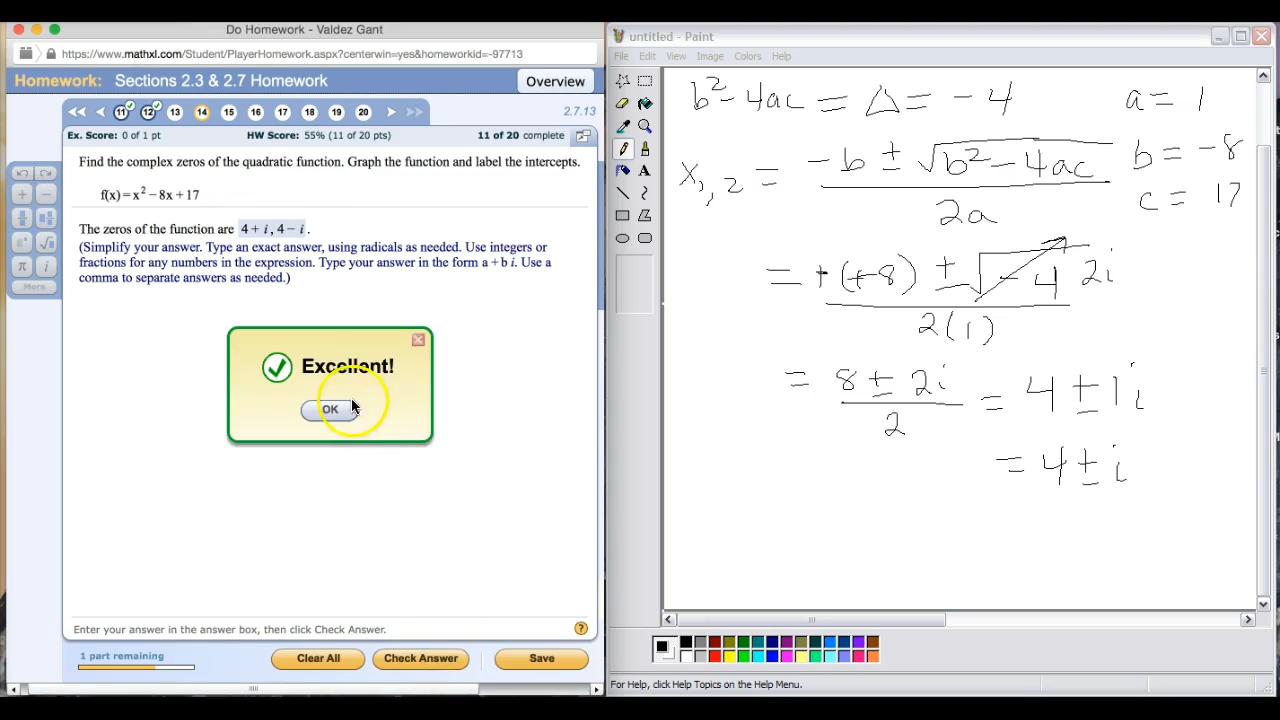 Do Homework - Valdez Gant
https://www.mathxl.com/Student/PlayerHomework.aspx?centerwin=yes&homeworkid=-97713
Homework: Sections 2.3 & 2.7 Homework
Overview
11 12 13 14 15 16 17 18 19 20
2.7.13
Ex. Score: 0 of 1 pt
HW Score: 55% (11 of 20 pts)
11 of 20 complete
Find the complex zeros of the quadratic function. Graph the function and label the intercepts.
f(x) = x² − 8x + 17
The zeros of the function are 4 + i, 4 − i.
(Simplify your answer. Type an exact answer, using radicals as needed. Use integers or
fractions for any numbers in the expression. Type your answer in the form a + b i. Use a
comma to separate answers as needed.)
π i
More
Excellent!
OK
Enter your answer in the answer box, then click Check Answer.
?
1 part remaining
Clear All
Check Answer
Save
untitled - Paint
File Edit View Image Colors Help
A
b² − 4ac = △ = − 4
a = 1
x₁,₂ = −b ± √b² − 4ac / 2a
b = −8
c = 17
= + (+8) ± √−4 2i / 2(1)
= 8 ± 2i / 2 = 4 ± 1i
= 4 ± i
For Help, click Help Topics on the Help Menu.